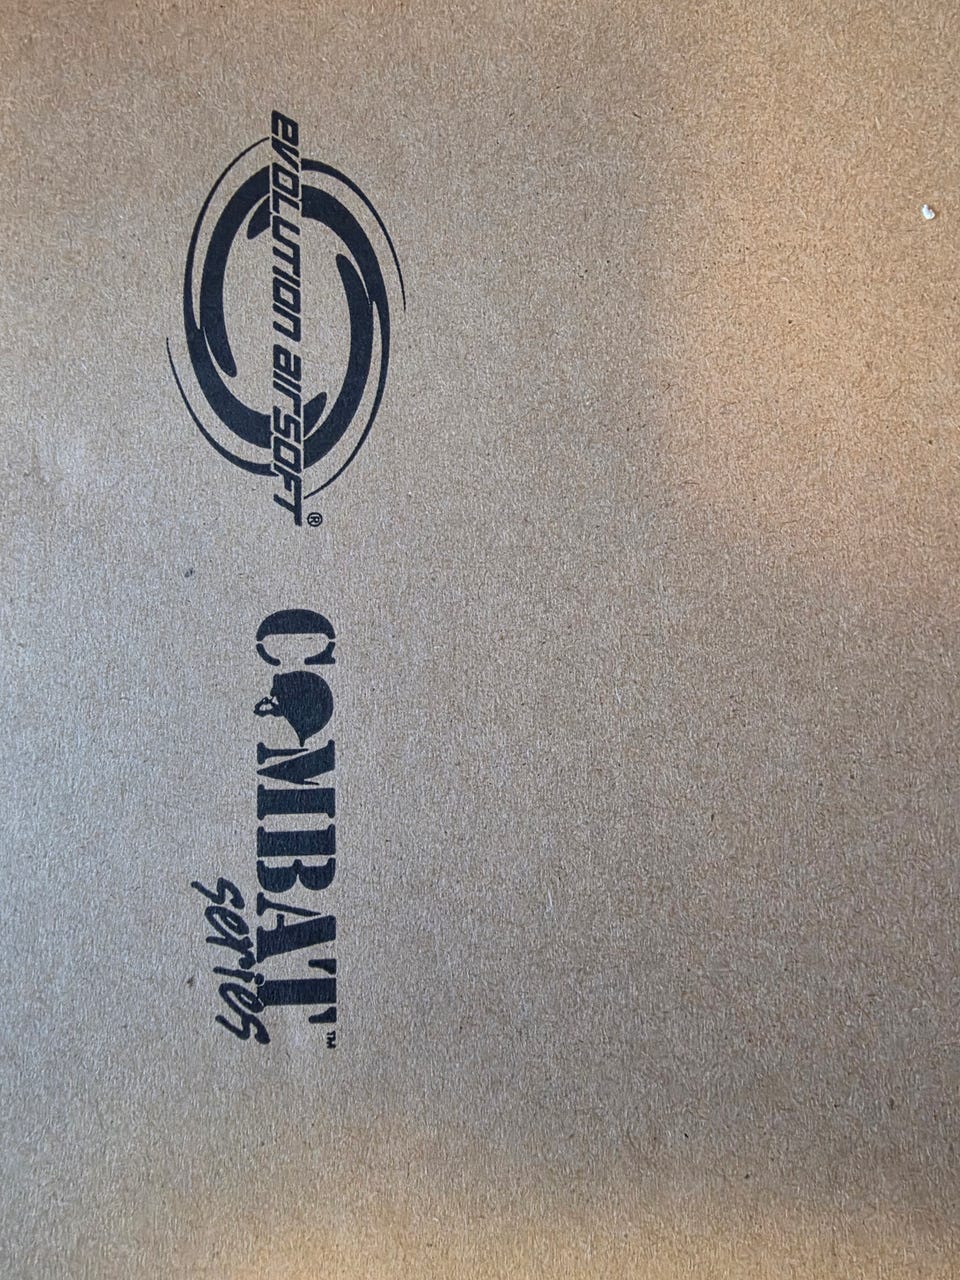 evolution airsoft®
COMBAT™
series